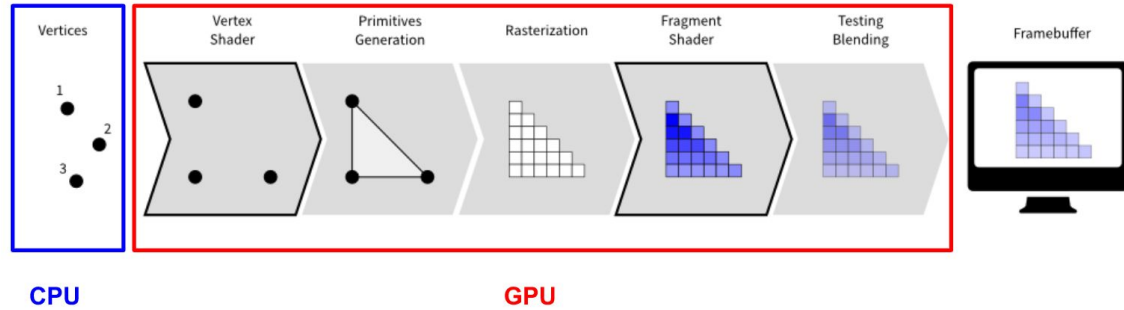 Vertices
1
2
3
Vertex
Shader
Primitives
Generation
Rasterization
Fragment
Shader
Testing
Blending
Framebuffer
CPU
GPU